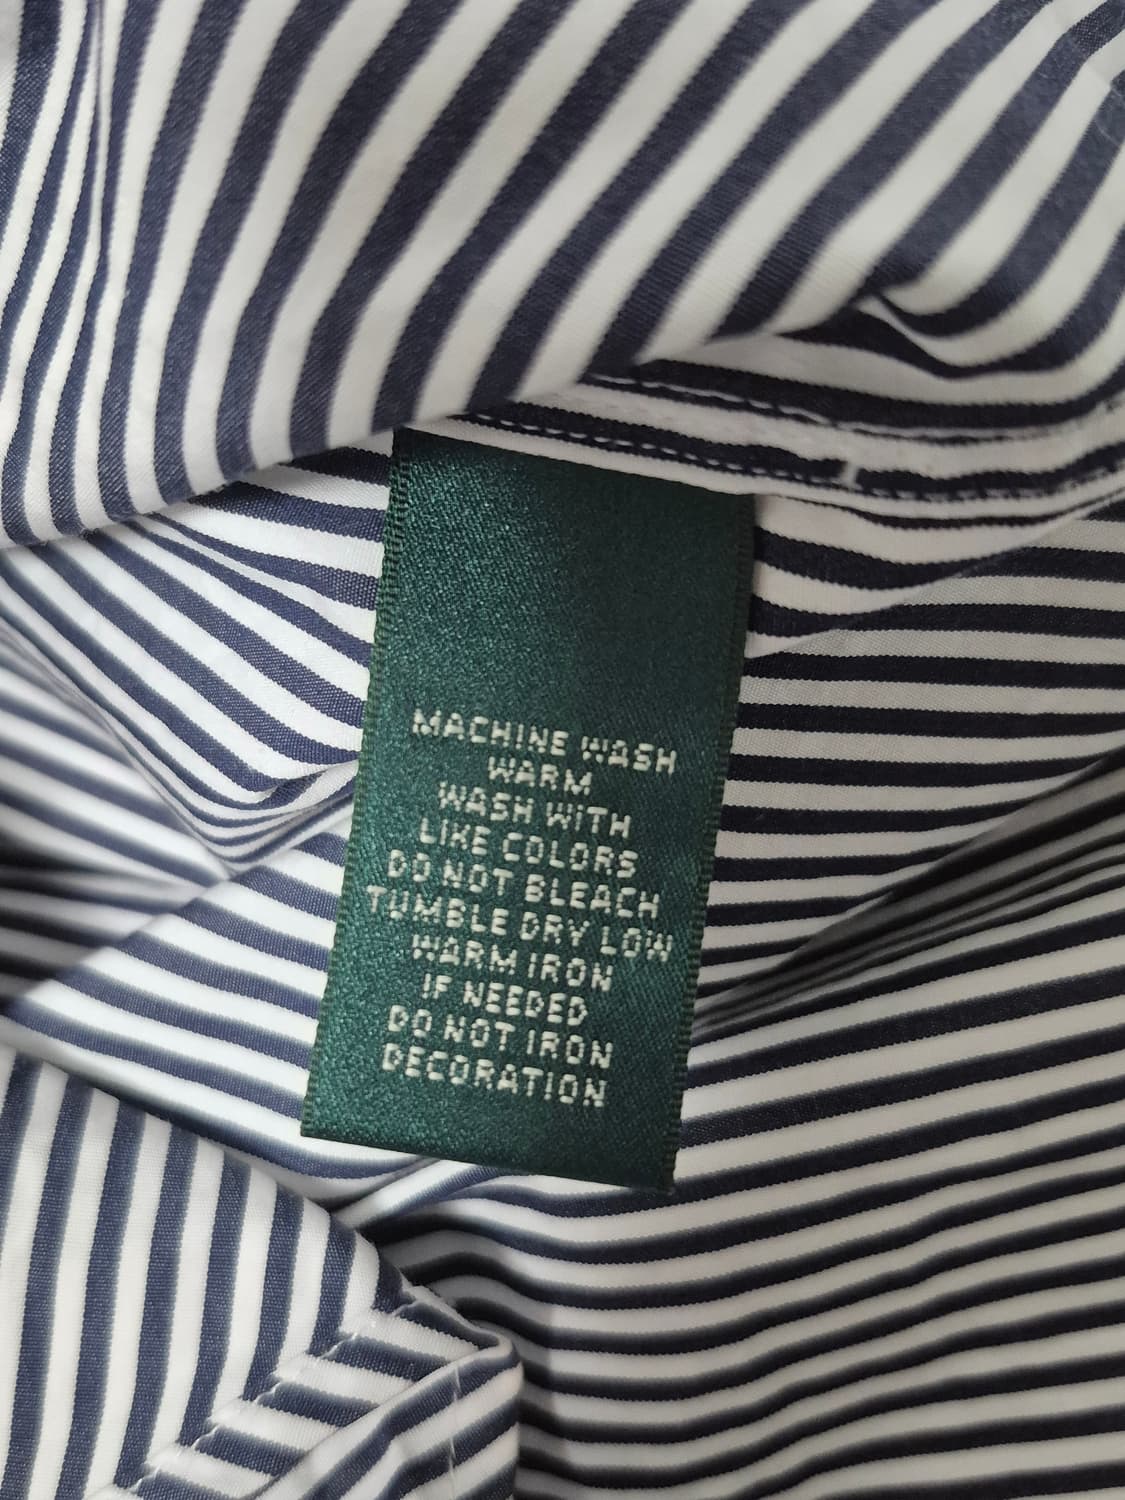 MACHINE WASH
WARM
WASH WITH
LIKE COLORS
DO NOT BLEACH
TUMBLE DRY LOW
WARM IRON
IF NEEDED
DO NOT IRON
DECORATION